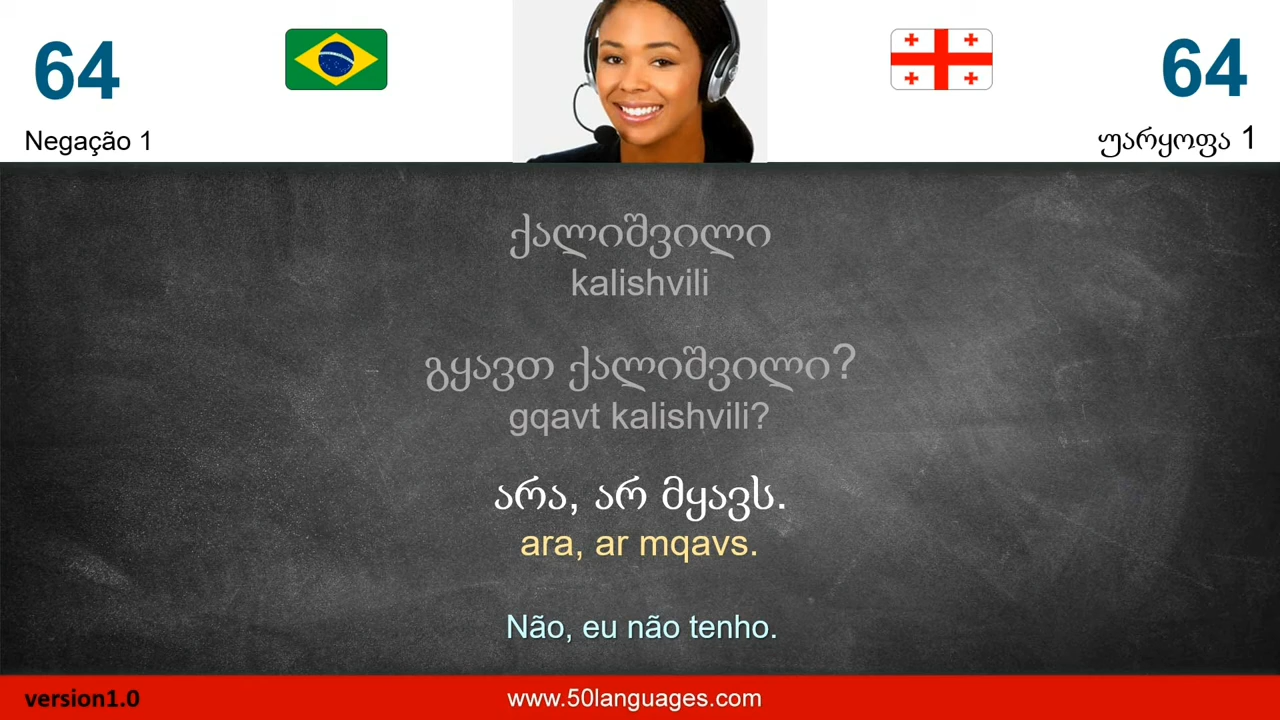 64
64
Negação 1
უარყოფა 1
ქალიშვილი
kalishvili
გყავთ ქალიშვილი?
gqavt kalishvili?
არა, არ მყავს.
ara, ar mqavs.
Não, eu não tenho.
version1.0
www.50languages.com